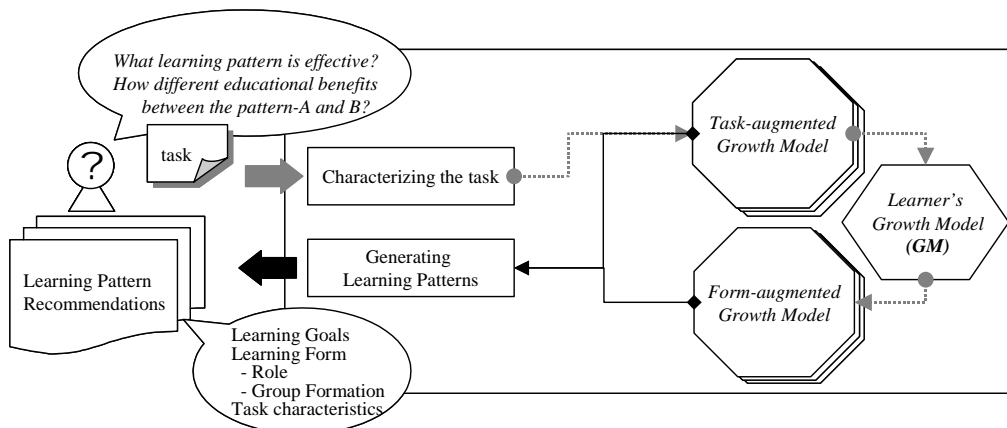 What learning pattern is effective?
How different educational benefits
between the pattern-A and B?
?
task
Characterizing the task
Generating
Learning Patterns
Learning Pattern
Recommendations
Learning Goals
Learning Form
- Role
- Group Formation
Task characteristics
Task-augmented
Growth Model
Learner's
Growth Model
(GM)
Form-augmented
Growth Model